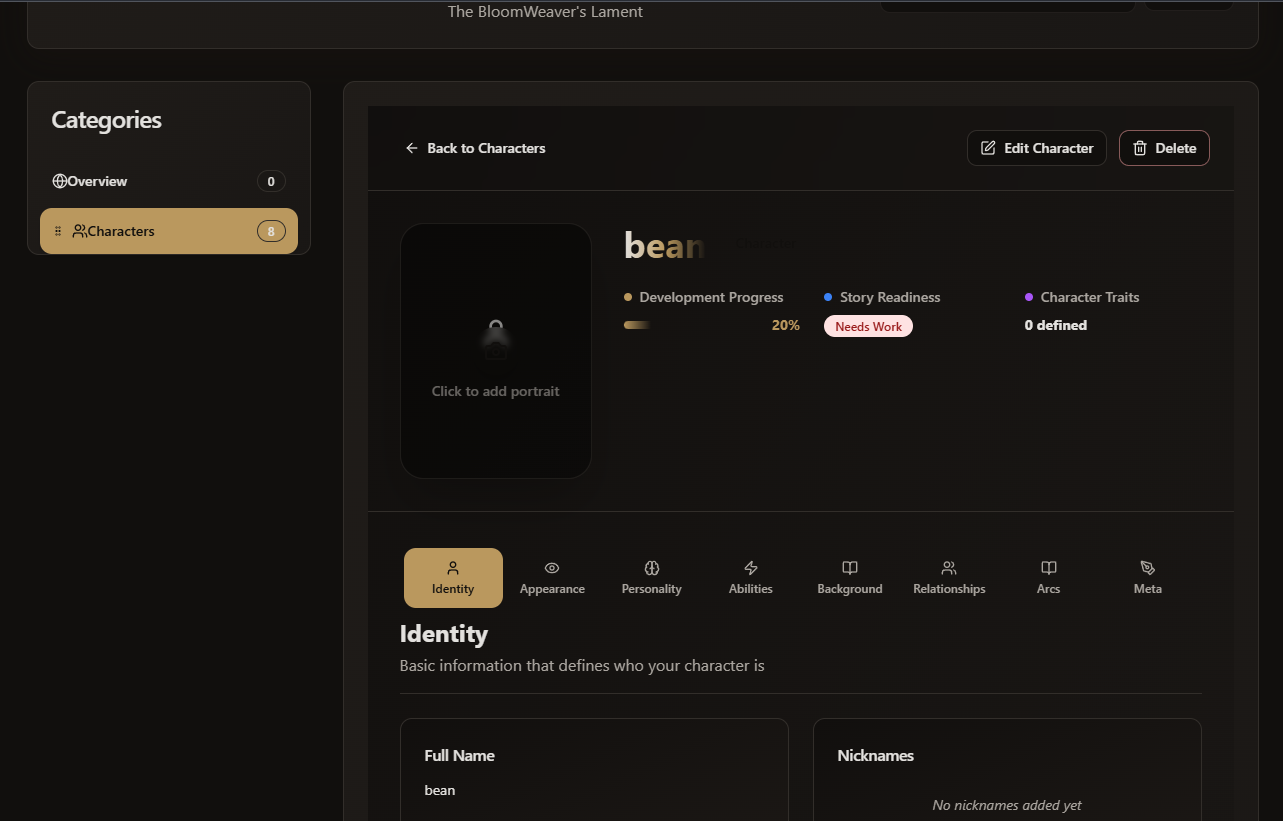 The BloomWeaver's Lament
Categories
Overview 0
Characters 8
Back to Characters
Edit Character
Delete
bean
Character
Development Progress
20%
Story Readiness
Needs Work
Character Traits
0 defined
Click to add portrait
Identity
Appearance
Personality
Abilities
Background
Relationships
Arcs
Meta
Identity
Basic information that defines who your character is
Full Name
bean
Nicknames
No nicknames added yet